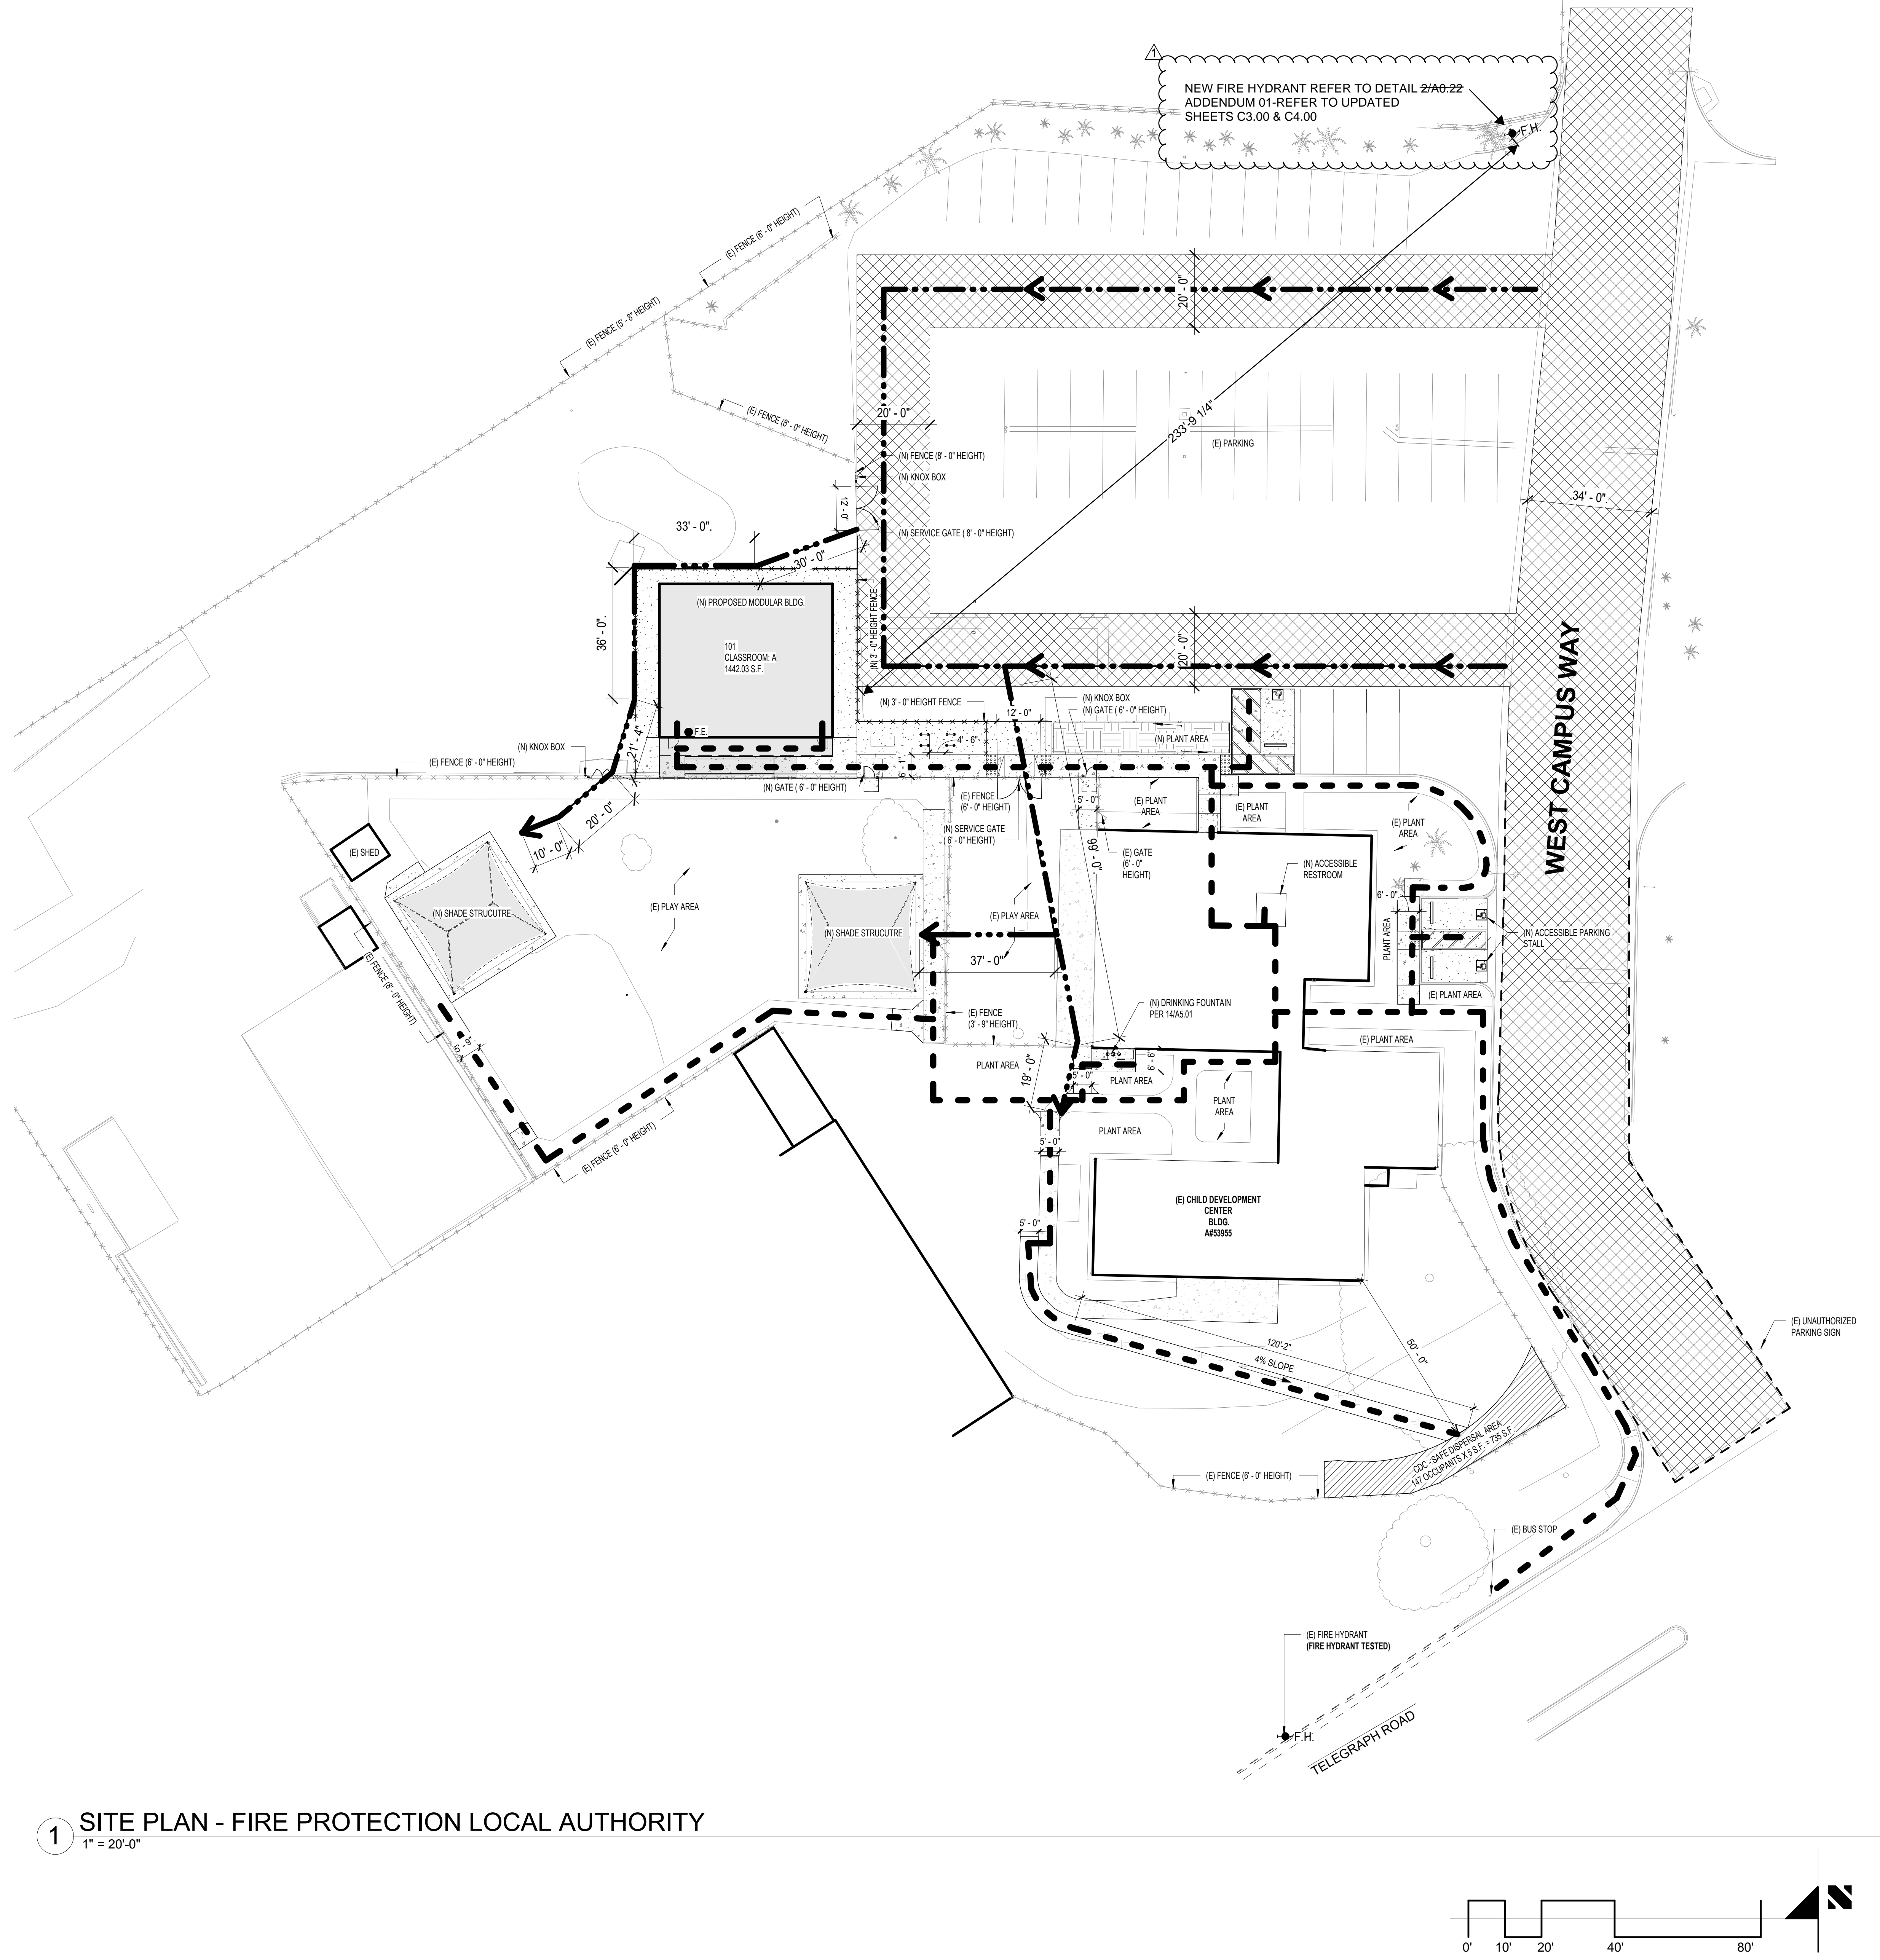 1
NEW FIRE HYDRANT REFER TO DETAIL 2/A0.22
ADDENDUM 01-REFER TO UPDATED
SHEETS C3.00 & C4.00
F.H.
(E) FENCE (6' - 0" HEIGHT)
(E) FENCE (5' - 8" HEIGHT)
20' - 0"
(E) FENCE (8' - 0" HEIGHT)
20' - 0"
233'-9 1/4"
(E) PARKING
(N) FENCE (8' - 0" HEIGHT)
(N) KNOX BOX
12' - 0"
34' - 0".
33' - 0".
(N) SERVICE GATE ( 8' - 0" HEIGHT)
30' - 0"
(N) PROPOSED MODULAR BLDG.
36' - 0".
101
CLASSROOM: A
1442.03 S.F.
(N) 3' - 0" HEIGHT FENCE
20' - 0"
WEST CAMPUS WAY
(N) 3' - 0" HEIGHT FENCE
12' - 0"
(N) KNOX BOX
(N) GATE ( 6' - 0" HEIGHT)
F.E.
21' - 4"
4' - 6"
(N) PLANT AREA
(N) KNOX BOX
(E) FENCE (6' - 0" HEIGHT)
6' - 1"
(N) GATE ( 6' - 0" HEIGHT)
(E) FENCE
(6' - 0" HEIGHT)
5' - 0"
(E) PLANT
AREA
(E) PLANT
AREA
(E) PLANT
AREA
20' - 0"
(N) SERVICE GATE
( 6' - 0" HEIGHT)
10' - 0"
(E) SHED
99' - 0"
(E) GATE
(6' - 0"
HEIGHT)
(N) ACCESSIBLE
RESTROOM
6' - 0"
(E) PLAY AREA
(N) SHADE STRUCUTRE
(E) PLAY AREA
(N) SHADE STRUCUTRE
PLANT AREA
(N) ACCESSIBLE PARKING
STALL
37' - 0"
(E) FENCE (8' - 0" HEIGHT)
(E) PLANT AREA
(N) DRINKING FOUNTAIN
PER 14/A5.01
(E) FENCE
(3' - 9" HEIGHT)
5' - 9"
(E) PLANT AREA
PLANT AREA
19' - 0"
6' - 6"
5' - 0"
PLANT AREA
PLANT
AREA
PLANT AREA
(E) FENCE (6' - 0" HEIGHT)
5' - 0"
(E) CHILD DEVELOPMENT
CENTER
BLDG.
A#53955
5' - 0"
(E) UNAUTHORIZED
PARKING SIGN
120'-2".
4% SLOPE
50' - 0"
CDC - SAFE DISPERSAL AREA
147 OCCUPANTS X 5 S.F. = 735 S.F.
(E) FENCE (6' - 0" HEIGHT)
(E) BUS STOP
(E) FIRE HYDRANT
(FIRE HYDRANT TESTED)
F.H.
TELEGRAPH ROAD
1
SITE PLAN - FIRE PROTECTION LOCAL AUTHORITY
1" = 20'-0"
N
0' 10' 20' 40' 80'